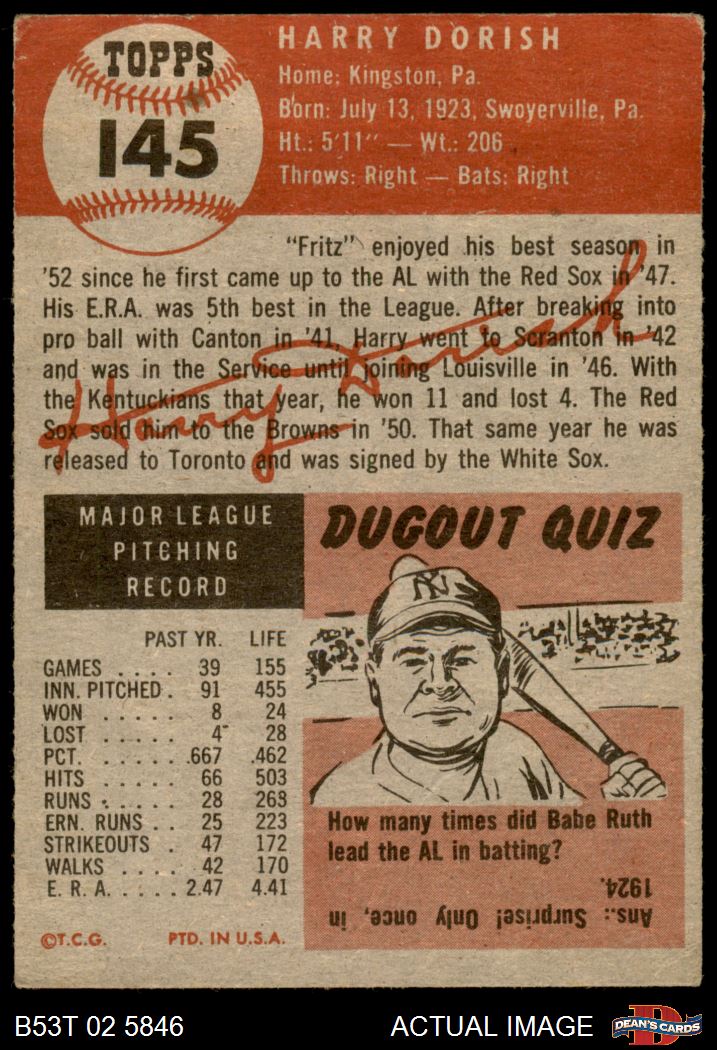 TOPPS
145
HARRY DORISH
Home: Kingston, Pa.
Born: July 13, 1923, Swoyerville, Pa.
Ht.: 5'11" — Wt.: 206
Throws: Right — Bats: Right
"Fritz" enjoyed his best season in
'52 since he first came up to the AL with the Red Sox in '47.
His E.R.A. was 5th best in the League. After breaking into
pro ball with Canton in '41, Harry went to Scranton in '42
and was in the Service until joining Louisville in '46. With
the Kentuckians that year, he won 11 and lost 4. The Red
Sox sold him to the Browns in '50. That same year he was
released to Toronto and was signed by the White Sox.
Harry Dorish
MAJOR LEAGUE
PITCHING
RECORD
PAST YR. LIFE
GAMES .... 39 155
INN. PITCHED . 91 455
WON ..... 8 24
LOST ..... 4 28
PCT. ..... .667 .462
HITS ..... 66 503
RUNS ..... 28 263
ERN. RUNS .. 25 223
STRIKEOUTS . 47 172
WALKS .... 42 170
E. R. A. ..... 2.47 4.41
©T.C.G. PTD. IN U.S.A.
DUGOUT QUIZ
NY
How many times did Babe Ruth
lead the AL in batting?
Ans.: Surprise! Only once, in
1924.
B53T 02 5846 ACTUAL IMAGE
D
DEAN'S CARDS